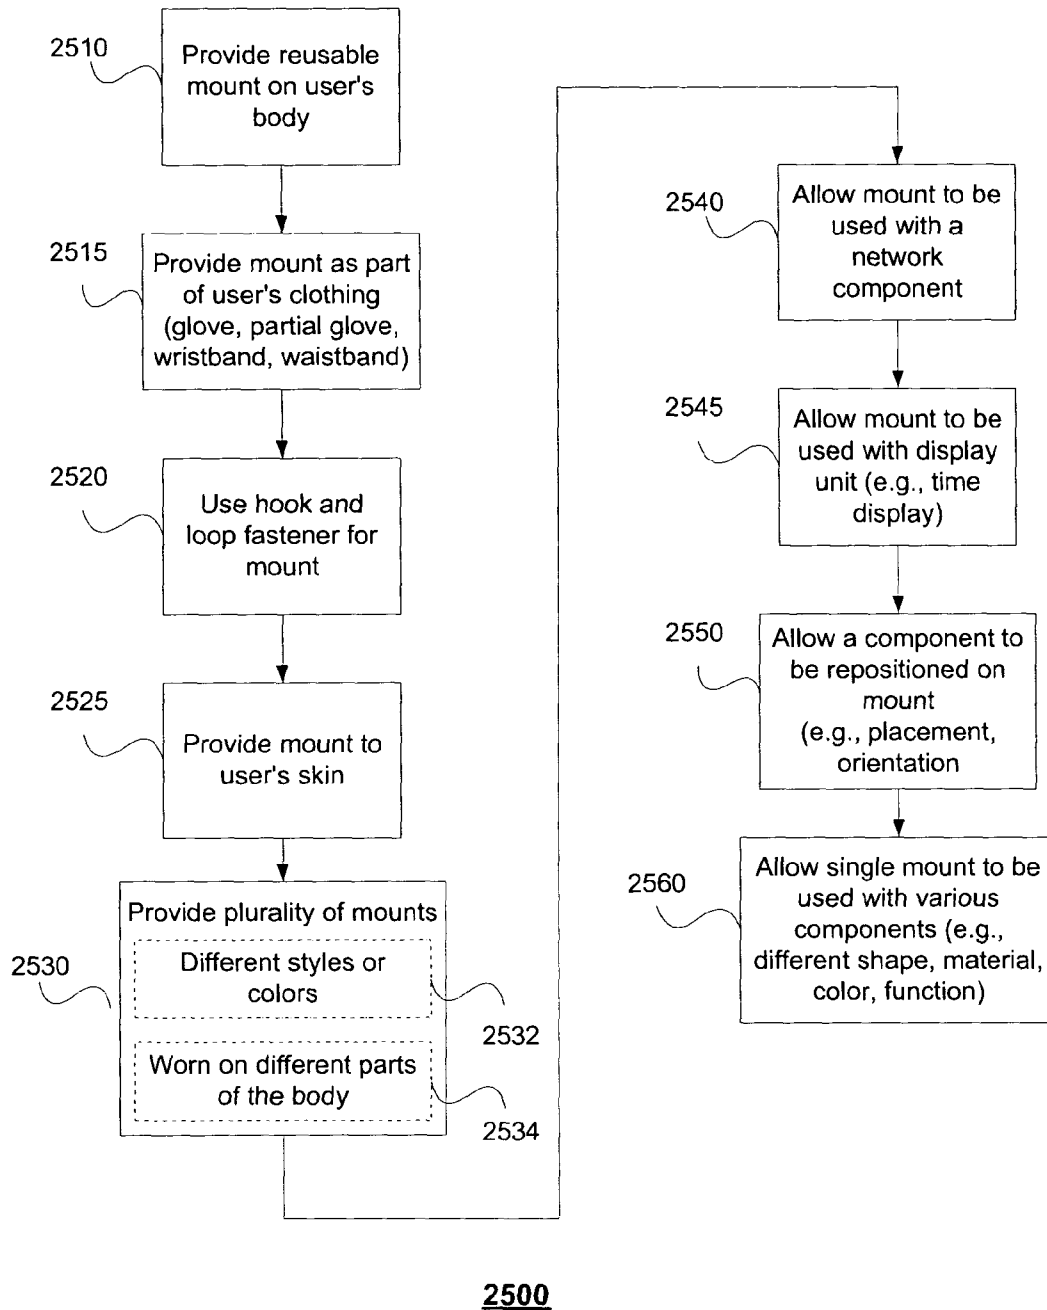 2510
Provide reusable
mount on user's
body
2515
Provide mount as part
of user's clothing
(glove, partial glove,
wristband, waistband)
2520
Use hook and
loop fastener for
mount
2525
Provide mount to
user's skin
2530
Provide plurality of mounts
Different styles or
colors
2532
Worn on different parts
of the body
2534
2540
Allow mount to be
used with a
network
component
2545
Allow mount to be
used with display
unit (e.g., time
display)
2550
Allow a component to
be repositioned on
mount
(e.g., placement,
orientation
2560
Allow single mount to be
used with various
components (e.g.,
different shape, material,
color, function)
2500